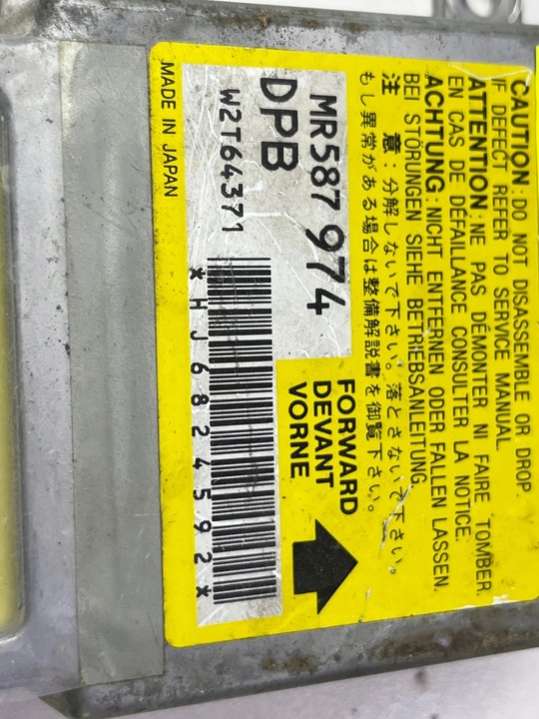 CAUTION : DO NOT DISASSEMBLE OR DROP
IF DEFECT REFER TO SERVICE MANUAL
ATTENTION : NE PAS DÉMONTER NI FAIRE TOMBER.
EN CAS DE DÉFAILLANCE CONSULTER LA NOTICE.
ACHTUNG : NICHT ENTFERNEN ODER FALLEN LASSEN.
BEI STÖRUNGEN SIEHE BETRIEBSANLEITUNG.
注 意 : 分解しないで下さい。落とさないで下さい。
もし異常がある場合は整備解説書を御覧下さい。
MR587 974
DPB
W2T64371
FORWARD
DEVANT
VORNE
*HJ6824592*
MADE IN JAPAN